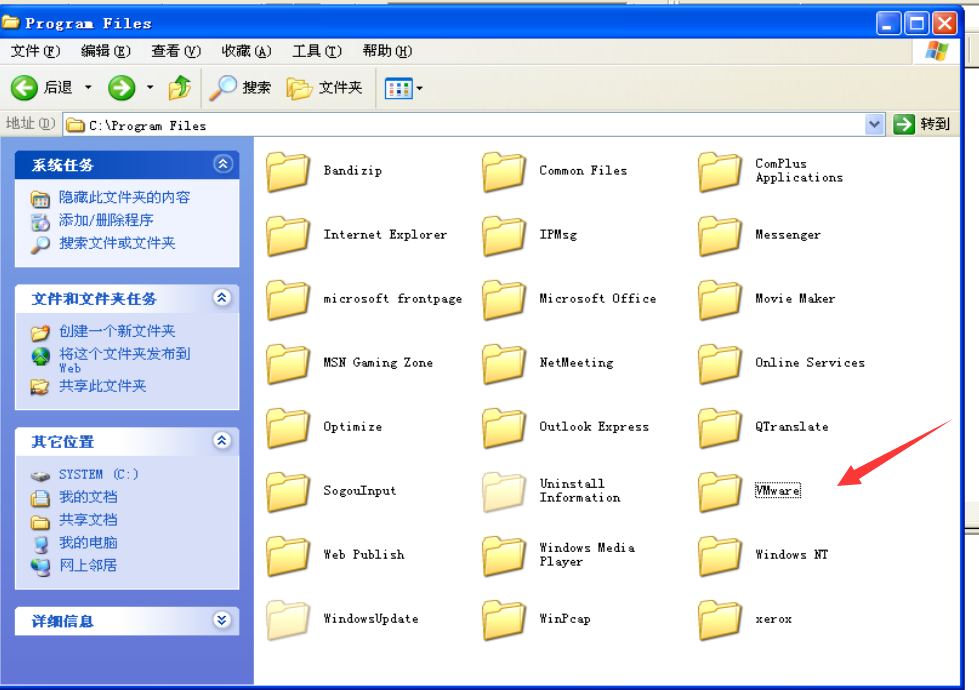 Program Files
文件(F) 编辑(E) 查看(V) 收藏(A) 工具(T) 帮助(H)
后退 搜索 文件夹
地址(D) C:\Program Files 转到
系统任务
隐藏此文件夹的内容
添加/删除程序
搜索文件或文件夹
文件和文件夹任务
创建一个新文件夹
将这个文件夹发布到
Web
共享此文件夹
其它位置
SYSTEM (C:)
我的文档
共享文档
我的电脑
网上邻居
详细信息
Bandizip
Common Files
ComPlus
Applications
Internet Explorer
IPMsg
Messenger
microsoft frontpage
Microsoft Office
Movie Maker
MSN Gaming Zone
NetMeeting
Online Services
Optimize
Outlook Express
QTranslate
SogouInput
Uninstall
Information
VMware
Web Publish
Windows Media
Player
Windows NT
WindowsUpdate
WinPcap
xerox